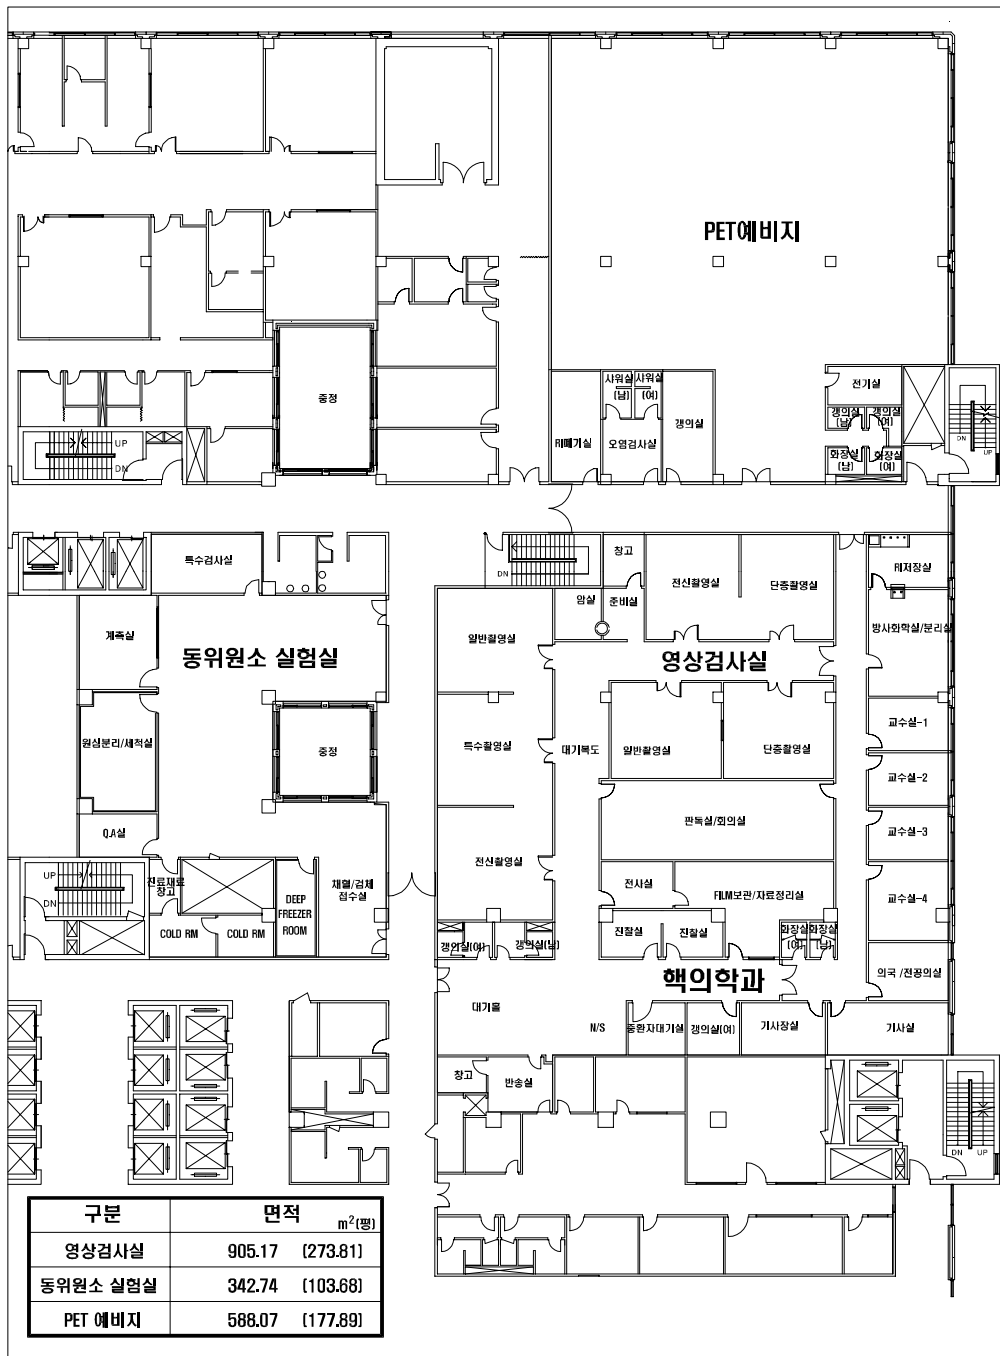 PET예비지
중정
샤워실
(남)
샤워실
(여)
RI폐기실
오염검사실
갱의실
전기실
갱의실
(남)
갱의실
(여)
화장실
(남)
화장실
(여)
DN
UP
UP
DN
특수검사실
DN
창고
전신촬영실
단층촬영실
RI저장실
암실
준비실
계측실
일반촬영실
방사화학실/분리실
동위원소 실험실
영상검사실
원심분리/세척실
중정
특수촬영실
대기복도
일반촬영실
단층촬영실
교수실-1
교수실-2
Q.A실
판독실/회의실
교수실-3
전신촬영실
UP
DN
진료재료
창고
DEEP
FREEZER
ROOM
채혈/검체
접수실
전사실
FILM보관/자료정리실
교수실-4
COLD RM
COLD RM
갱의실(여)
갱의실(남)
진찰실
진찰실
화장실
(여)
화장실
(남)
핵의학과
의국 /전공의실
대기홀
N/S
중환자대기실
갱의실(여)
기사장실
기사실
창고
반송실
DN
UP
구분 면적 m²(평)
영상검사실 905.17 (273.81)
동위원소 실험실 342.74 (103.68)
PET 예비지 588.07 (177.89)